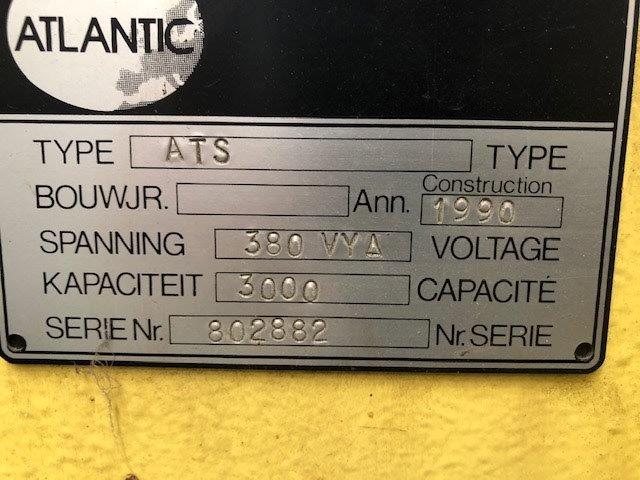 ATLANTIC
TYPE ATS TYPE
BOUWJR. Ann. Construction 1990
SPANNING 380 VYA VOLTAGE
KAPACITEIT 3000 CAPACITÉ
SERIE Nr. 802882 Nr. SERIE